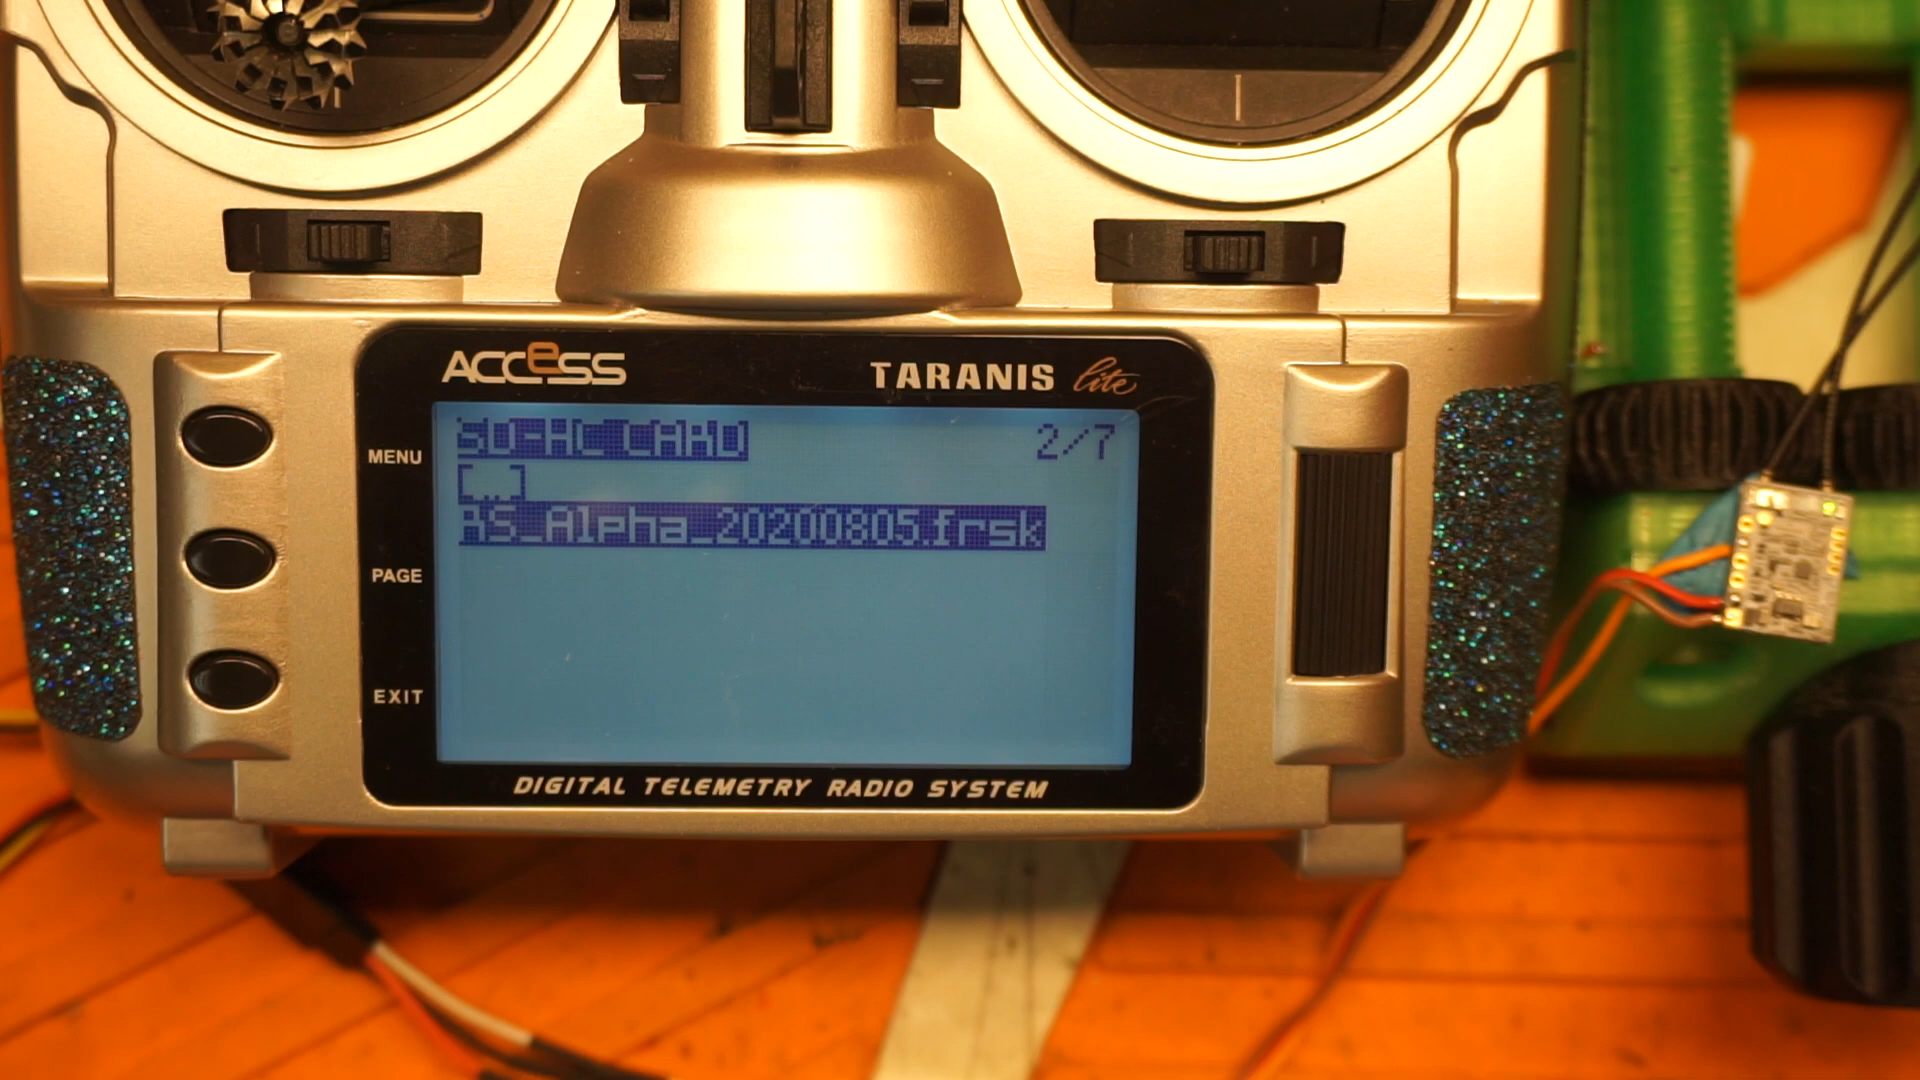 ACCeSS
TARANIS lite
MENU
PAGE
EXIT
SD-HC CARD 2/7
[..]
RS_Alpha_20200805.frsk
DIGITAL TELEMETRY RADIO SYSTEM